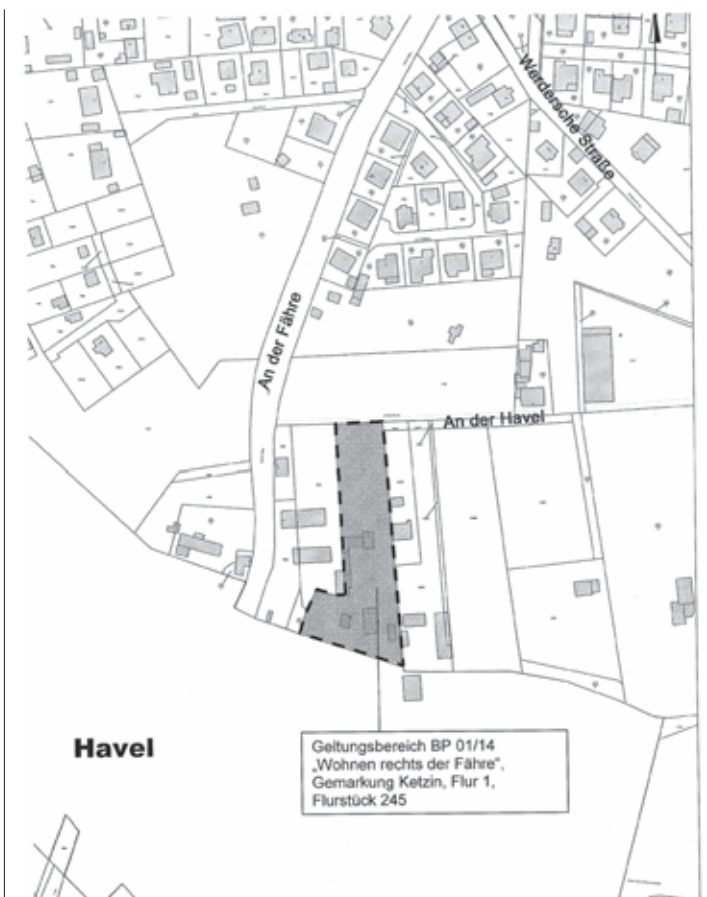 Werdersche Straße
An der Fähre
An der Havel
Havel
Geltungsbereich BP 01/14
„Wohnen rechts der Fähre",
Gemarkung Ketzin, Flur 1,
Flurstück 245